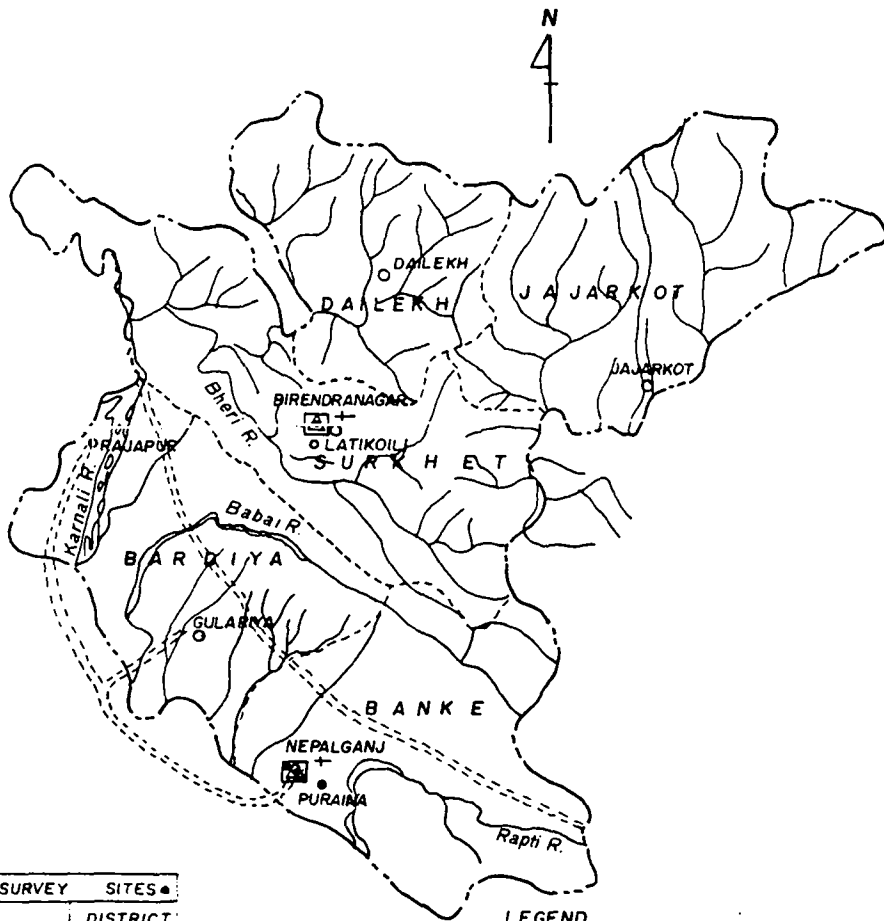 N
DAILEKH
DAILEKH
JAJARKOT
JAJARKOT
BIRENDRANAGAR
LATIKOILI
SURKHET
Bheri R.
RAJAPUR
Karnali R.
Babai R.
BARDIYA
GULARIYA
BANKE
NEPALGANJ
PURAINA
Rapti R.
SURVEY SITES
DISTRICT
LEGEND